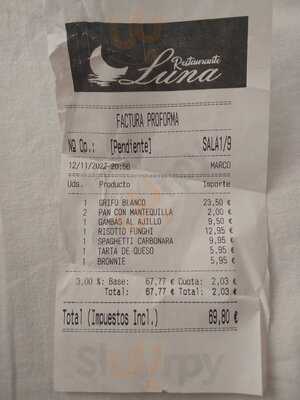 Restaurante
Luna
FACTURA PROFORMA
Nº Op.: [Pendiente] SALA1/9
12/11/2022 20:56 MARCO
Uds. Producto Importe
1 GRIFO BLANCO 23,50 €
2 PAN CON MANTEQUILLA 2,00 €
1 GAMBAS AL AJILLO 9,50 €
1 RISOTTO FUNGHI 12,95 €
1 SPAGHETTI CARBONARA 9,95 €
1 TARTA DE QUESO 5,95 €
1 BROWNIE 5,95 €
3,00 %: Base: 67,77 € Cuota: 2,03 €
Total: 67,77 € Total: 2,03 €
Total (Impuestos Incl.) 69,80 €